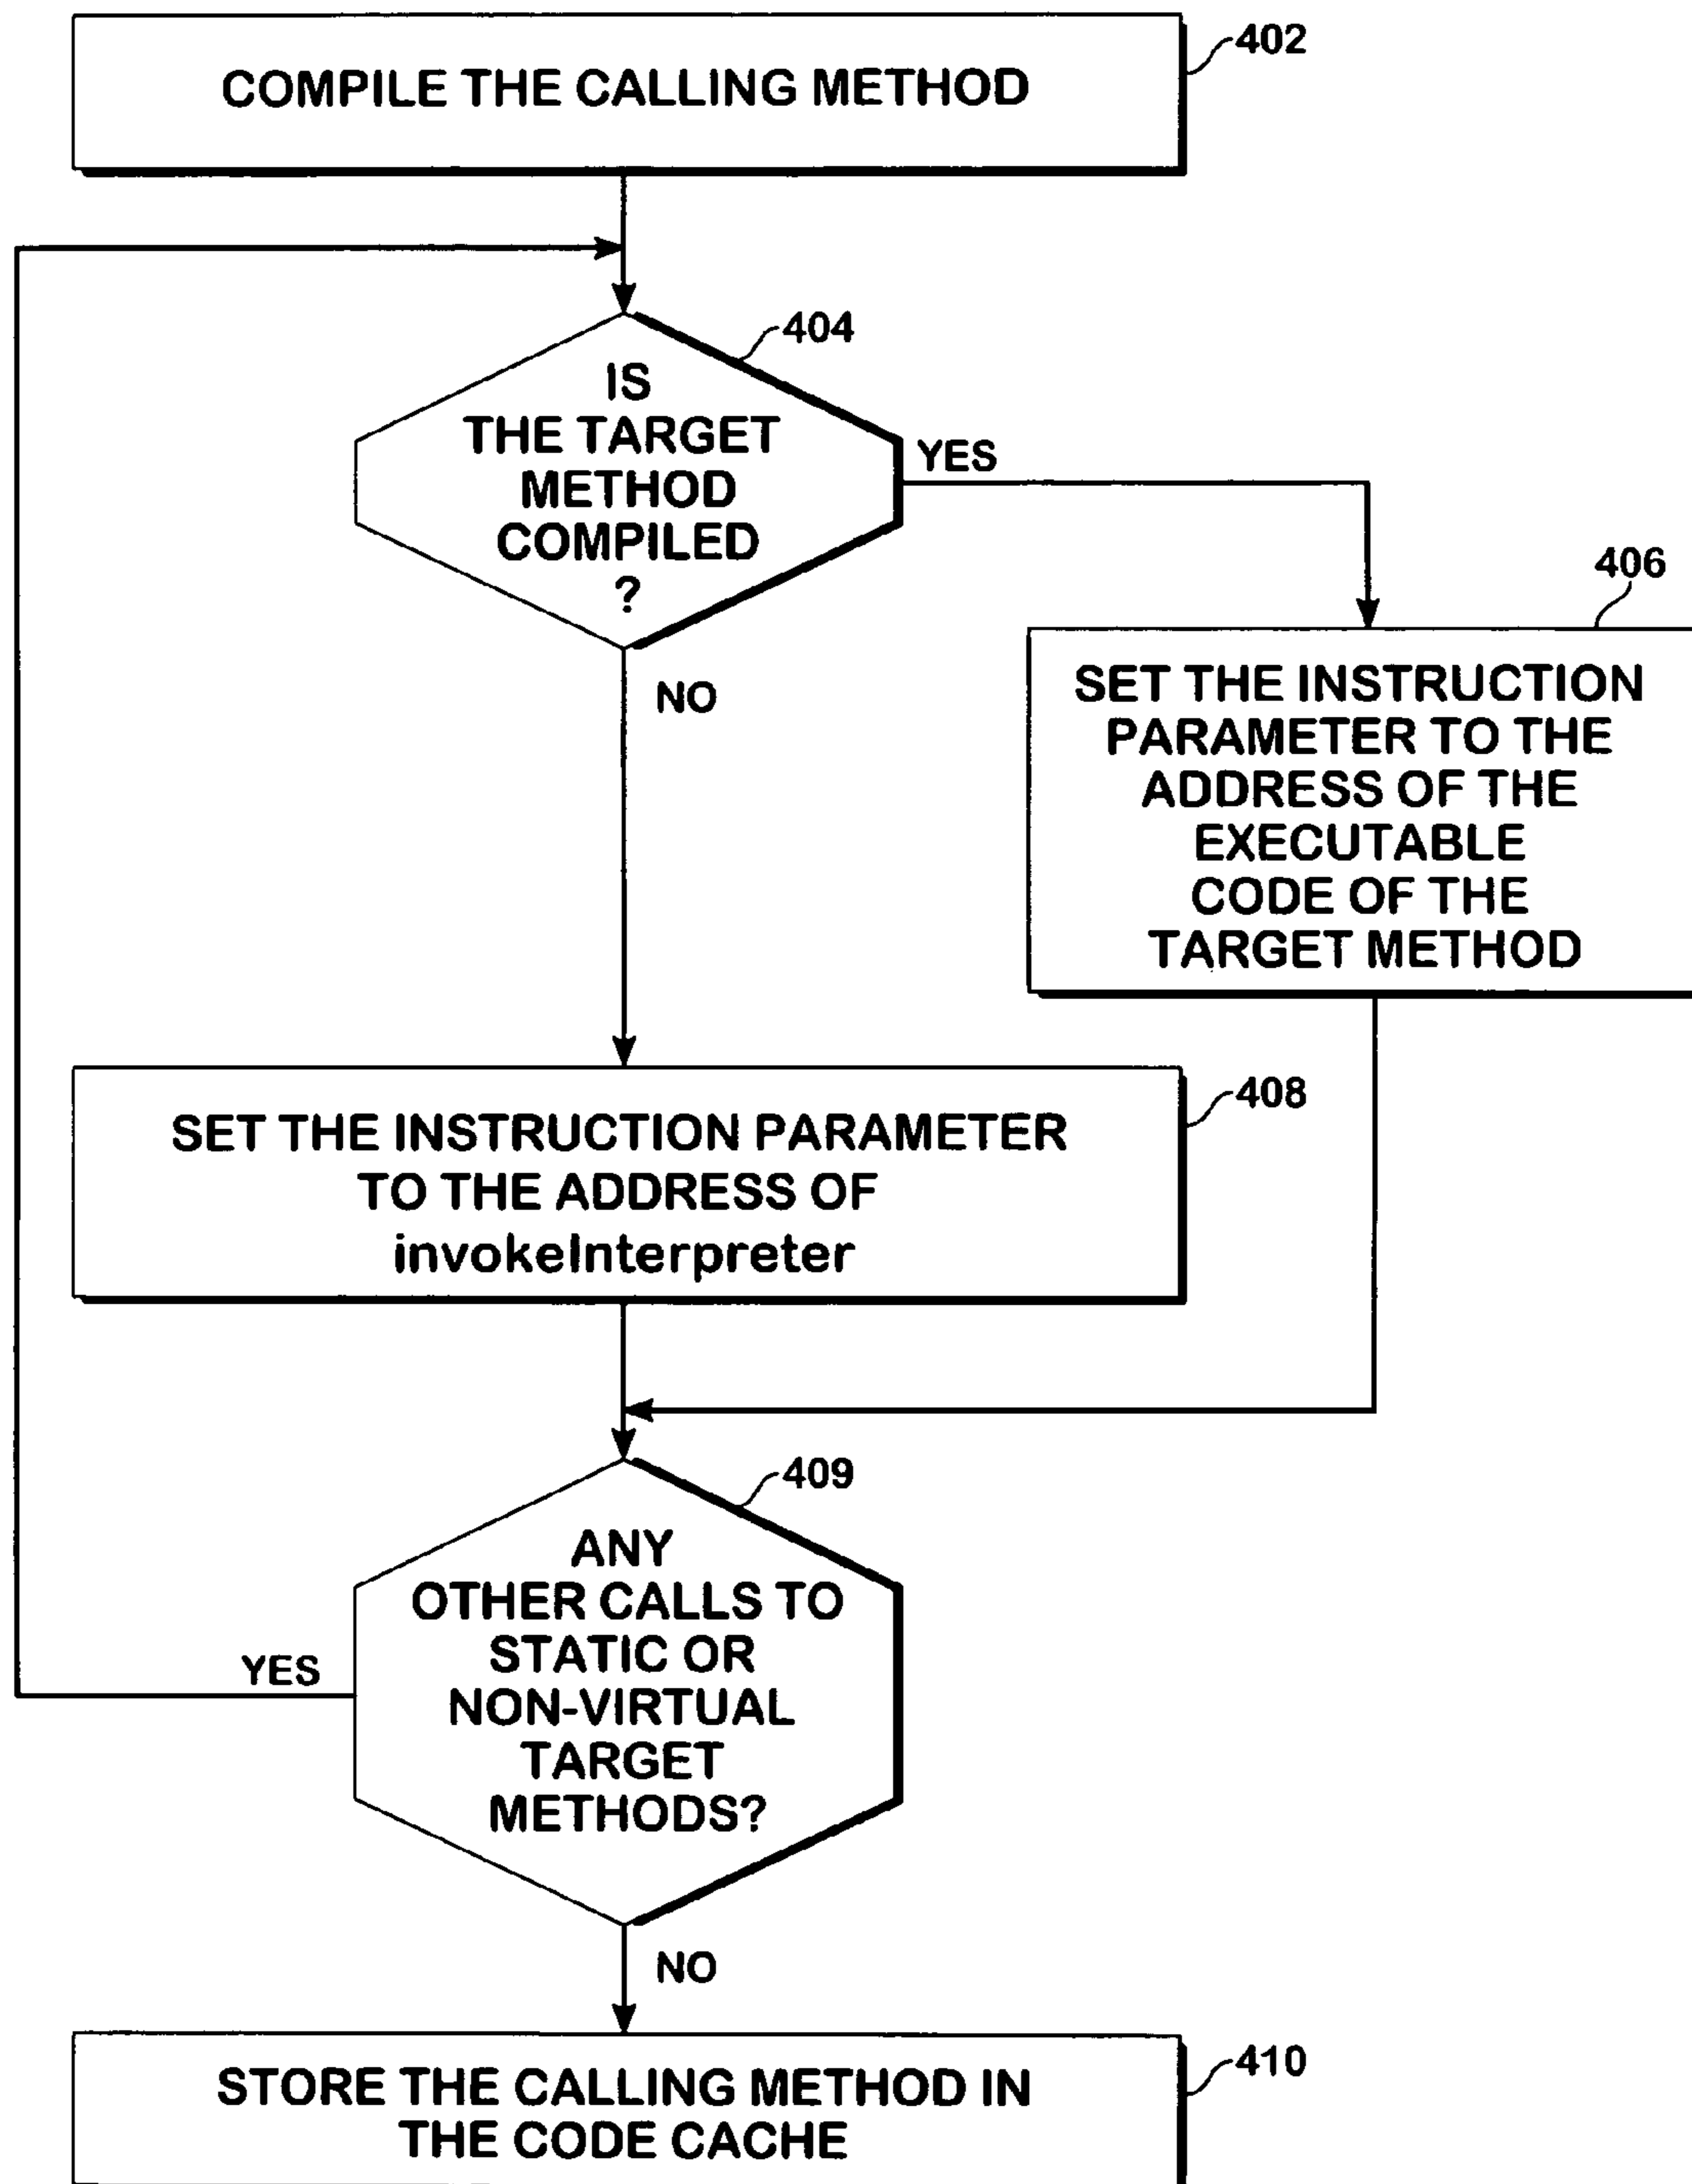 COMPILE THE CALLING METHOD
402
404
IS
THE TARGET
METHOD
COMPILED
?
YES
NO
406
SET THE INSTRUCTION
PARAMETER TO THE
ADDRESS OF THE
EXECUTABLE
CODE OF THE
TARGET METHOD
408
SET THE INSTRUCTION PARAMETER
TO THE ADDRESS OF
invokeInterpreter
409
ANY
OTHER CALLS TO
STATIC OR
NON-VIRTUAL
TARGET
METHODS?
YES
NO
410
STORE THE CALLING METHOD IN
THE CODE CACHE